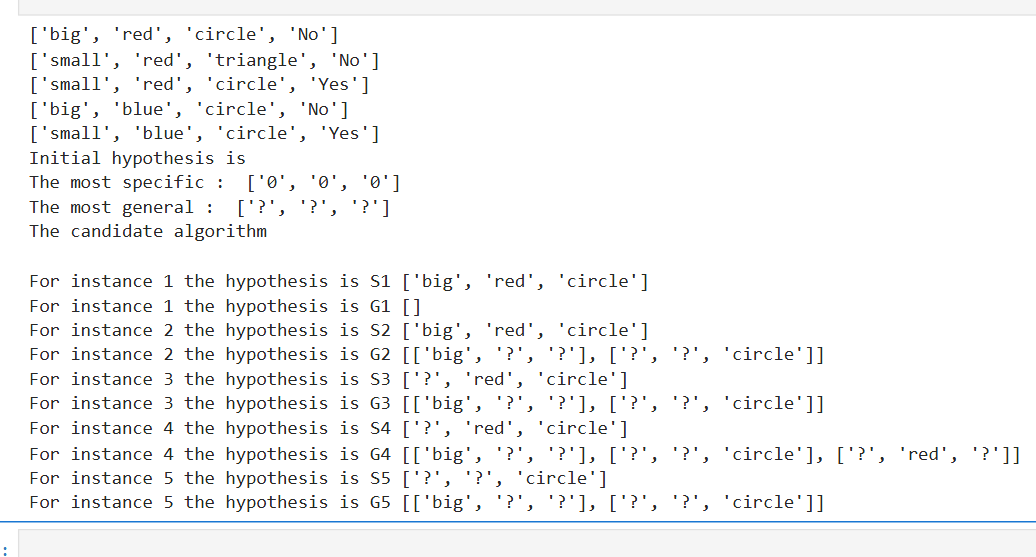 ['big', 'red', 'circle', 'No']
['small', 'red', 'triangle', 'No']
['small', 'red', 'circle', 'Yes']
['big', 'blue', 'circle', 'No']
['small', 'blue', 'circle', 'Yes']
Initial hypothesis is
The most specific :  ['0', '0', '0']
The most general :  ['?', '?', '?']
The candidate algorithm
For instance 1 the hypothesis is S1 ['big', 'red', 'circle']
For instance 1 the hypothesis is G1 []
For instance 2 the hypothesis is S2 ['big', 'red', 'circle']
For instance 2 the hypothesis is G2 [['big', '?', '?'], ['?', '?', 'circle']]
For instance 3 the hypothesis is S3 ['?', 'red', 'circle']
For instance 3 the hypothesis is G3 [['big', '?', '?'], ['?', '?', 'circle']]
For instance 4 the hypothesis is S4 ['?', 'red', 'circle']
For instance 4 the hypothesis is G4 [['big', '?', '?'], ['?', '?', 'circle'], ['?', 'red', '?']]
For instance 5 the hypothesis is S5 ['?', '?', 'circle']
For instance 5 the hypothesis is G5 [['big', '?', '?'], ['?', '?', 'circle']]
: